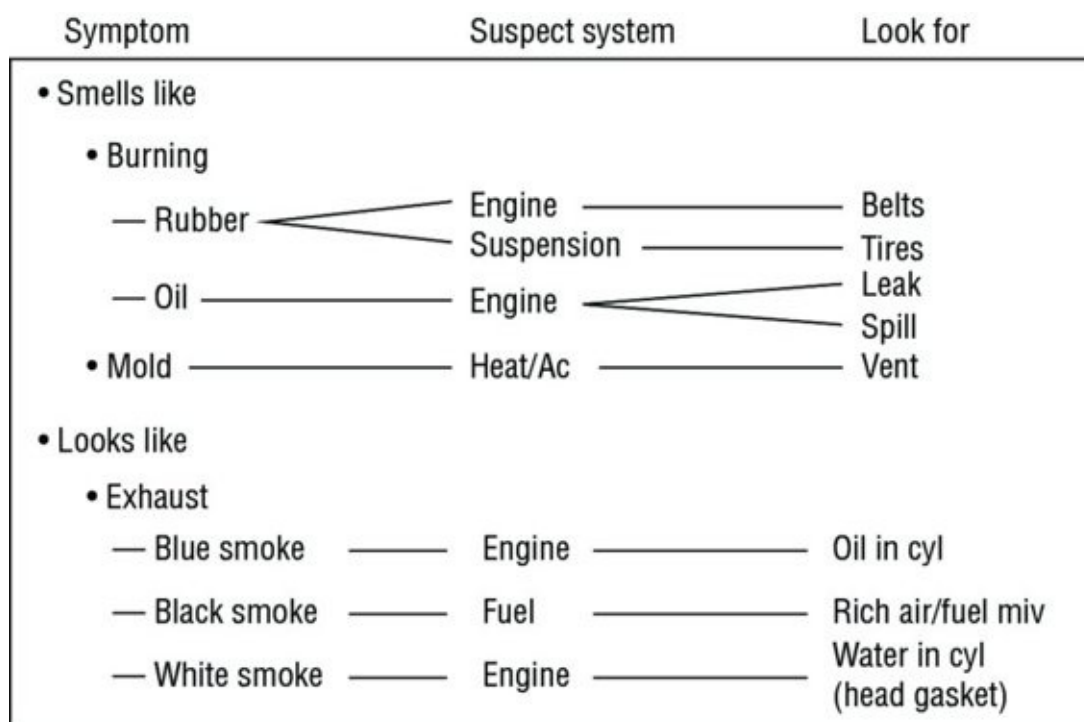 Symptom Suspect system Look for
• Smells like
• Burning
— Rubber Engine Belts
Suspension Tires
— Oil Engine Leak
Spill
• Mold Heat/Ac Vent
• Looks like
• Exhaust
— Blue smoke Engine Oil in cyl
— Black smoke Fuel Rich air/fuel miv
— White smoke Engine Water in cyl
(head gasket)